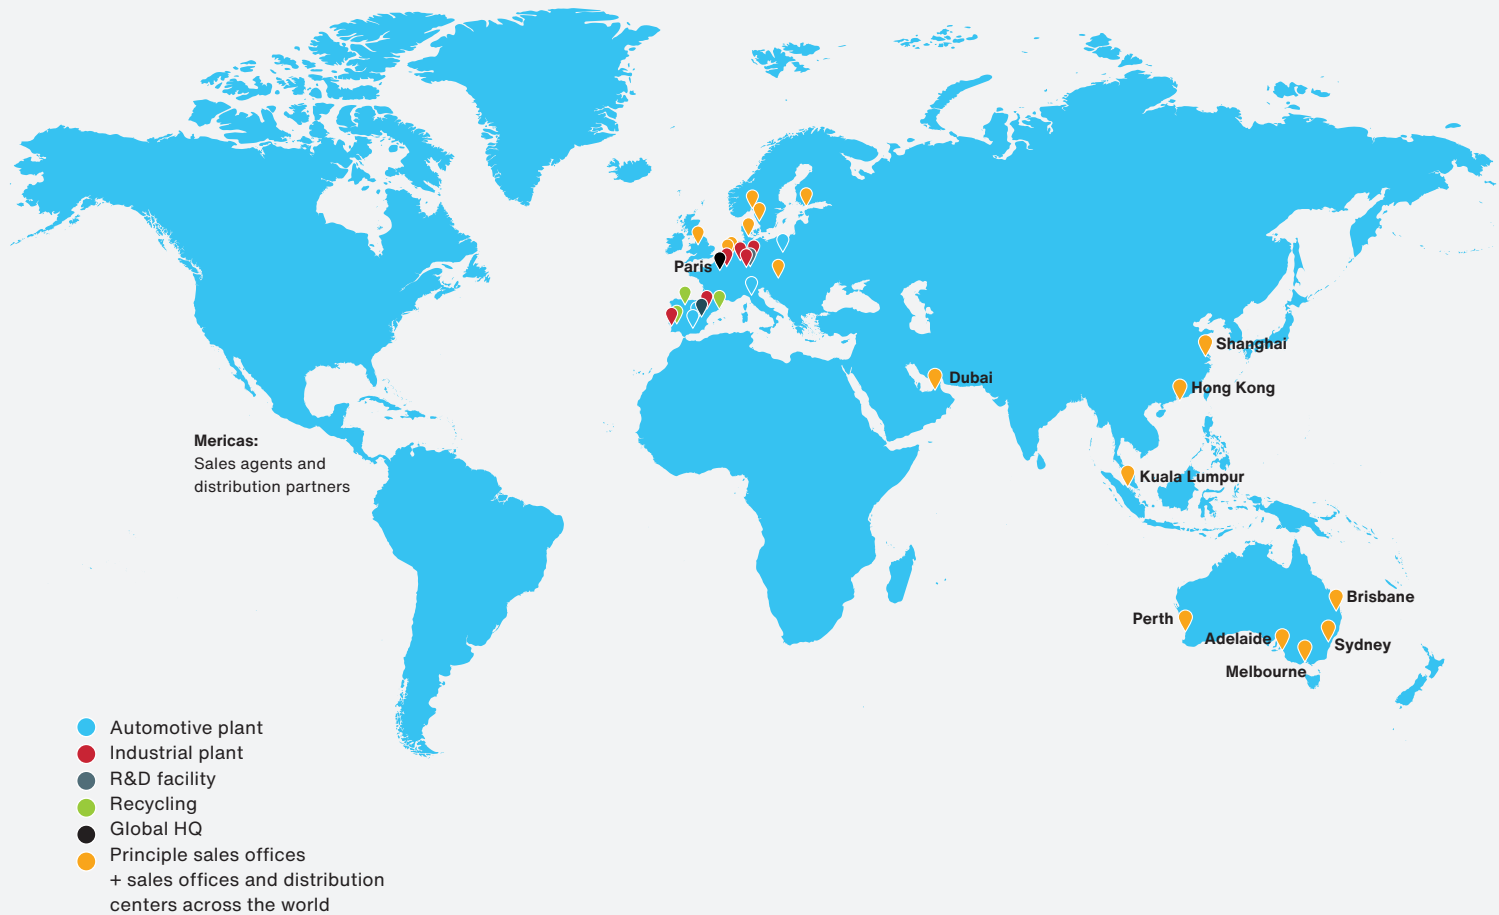 Paris
Shanghai
Dubai
Hong Kong
Mericas:
Sales agents and
distribution partners
Kuala Lumpur
Brisbane
Perth
Adelaide
Sydney
Melbourne
Automotive plant
Industrial plant
R&D facility
Recycling
Global HQ
Principle sales offices
+ sales offices and distribution
centers across the world